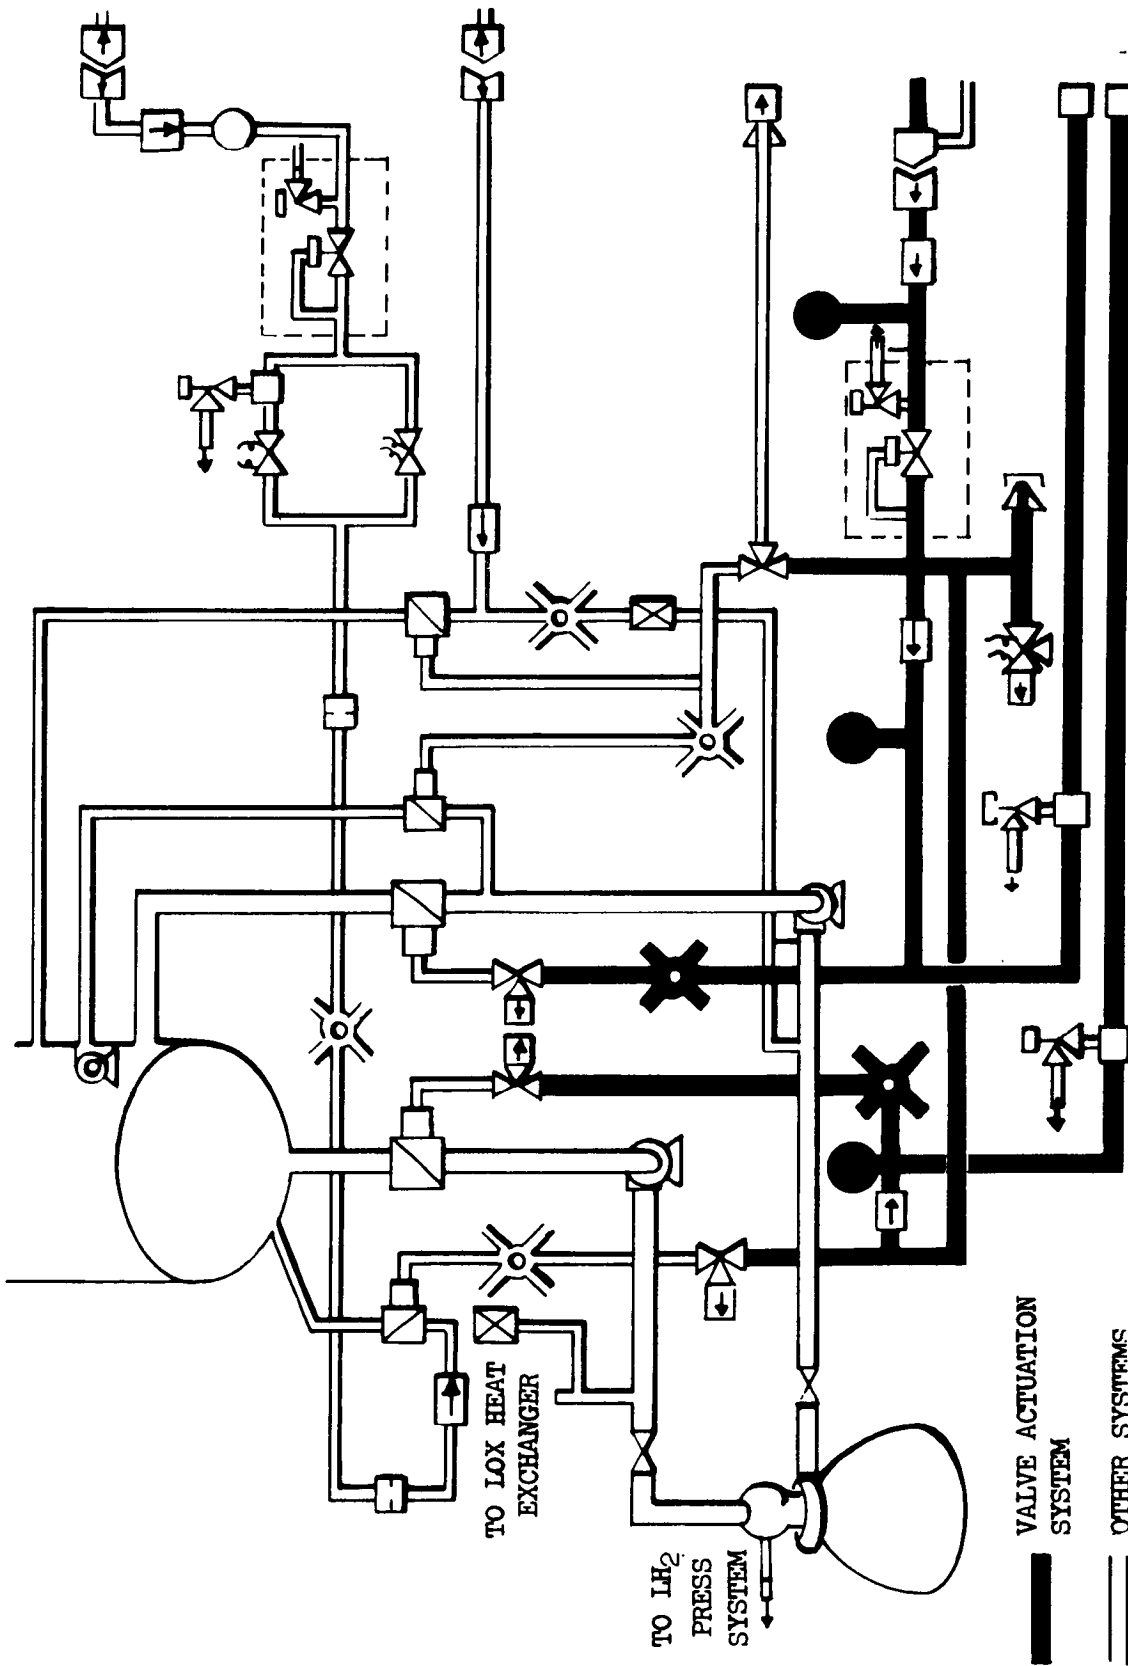 TO LOX HEAT
EXCHANGER
TO LH2
PRESS
SYSTEM
VALVE ACTUATION
SYSTEM
OTHER SYSTEMS